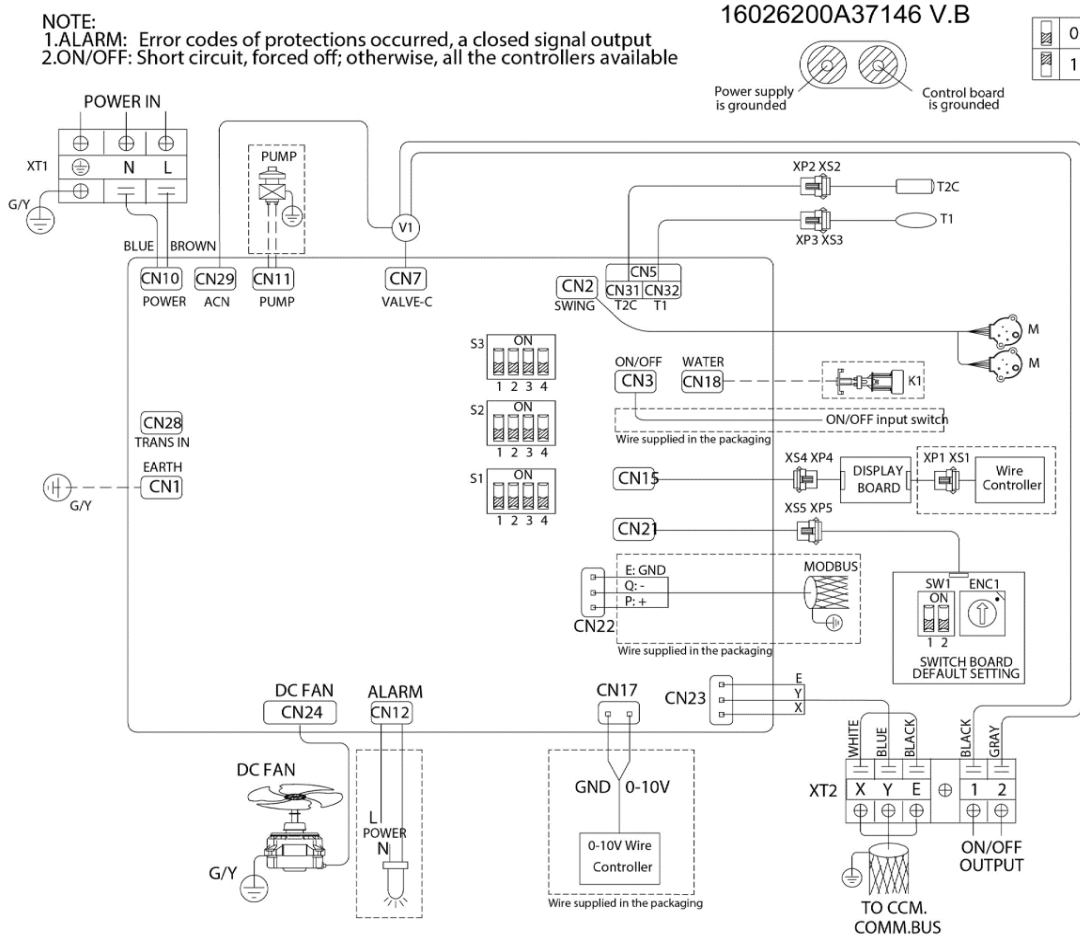 16026200A37146 V.B
NOTE:
1.ALARM: Error codes of protections occurred, a closed signal output
2.ON/OFF: Short circuit, forced off; otherwise, all the controllers available
0
1
Power supply
is grounded
Control board
is grounded
POWER IN
XT1
N
L
G/Y
BLUE
BROWN
PUMP
V1
XP2 XS2
T2C
XP3 XS3
T1
CN10
POWER
CN29
ACN
CN11
PUMP
CN7
VALVE-C
CN2
SWING
CN5
CN31
CN32
T2C
T1
M
M
S3
ON
1 2 3 4
S2
ON
1 2 3 4
S1
ON
1 2 3 4
ON/OFF
CN3
WATER
CN18
K1
ON/OFF input switch
Wire supplied in the packaging
CN28
TRANS IN
EARTH
CN1
G/Y
CN15
XS4 XP4
DISPLAY
BOARD
XP1 XS1
Wire
Controller
CN21
XS5 XP5
CN22
E: GND
Q: -
P: +
MODBUS
Wire supplied in the packaging
SW1
ENC1
ON
1 2
SWITCH BOARD
DEFAULT SETTING
DC FAN
CN24
ALARM
CN12
CN17
CN23
E
Y
X
DC FAN
G/Y
L
POWER
N
GND
0-10V
0-10V Wire
Controller
Wire supplied in the packaging
WHITE
BLUE
BLACK
BLACK
GRAY
XT2
X
Y
E
1
2
ON/OFF
OUTPUT
TO CCM.
COMM.BUS